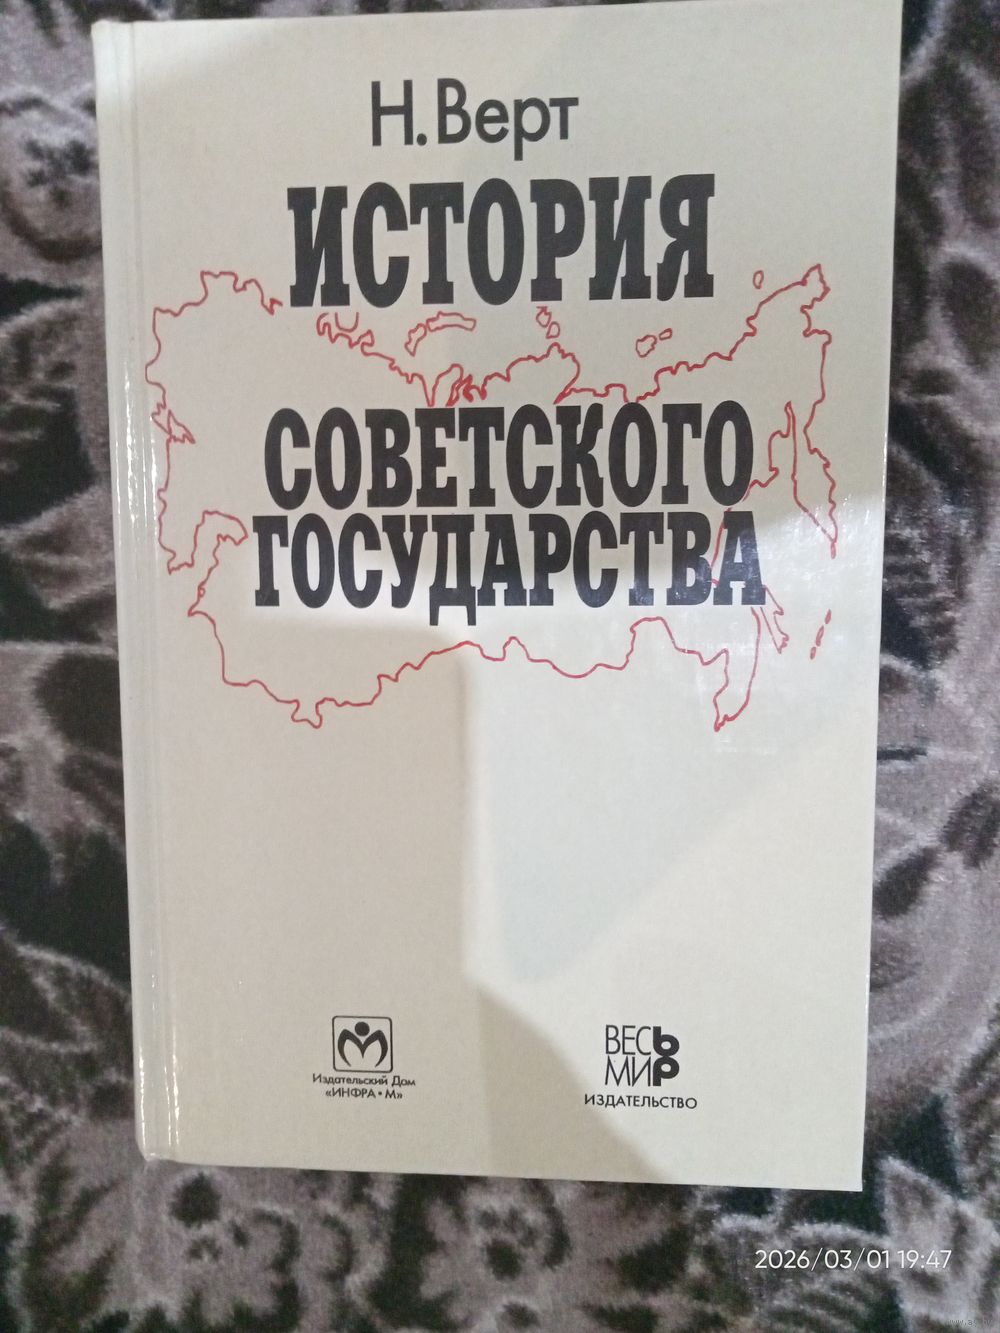 Н. Верт
ИСТОРИЯ
СОВЕТСКОГО
ГОСУДАРСТВА
Издательский Дом
«ИНФРА • М»
ВЕСЬ
МИР
ИЗДАТЕЛЬСТВО
2026/03/01 19:47